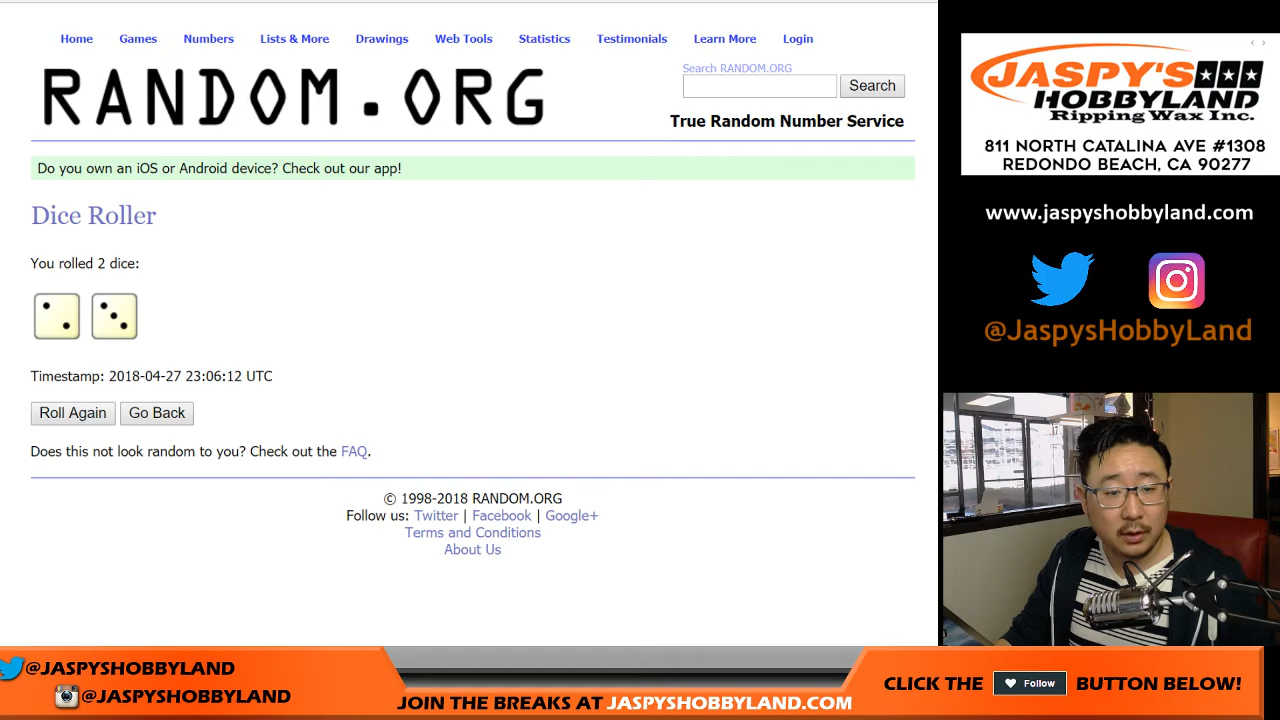 Home Games Numbers Lists & More Drawings Web Tools Statistics Testimonials Learn More Login
RANDOM.ORG
Search RANDOM.ORG
Search
True Random Number Service
Do you own an iOS or Android device? Check out our app!
Dice Roller
You rolled 2 dice:
Timestamp: 2018-04-27 23:06:12 UTC
Roll Again Go Back
Does this not look random to you? Check out the FAQ.
© 1998-2018 RANDOM.ORG
Follow us: Twitter | Facebook | Google+
Terms and Conditions
About Us
JASPY'S
HOBBYLAND
Ripping Wax Inc.
811 NORTH CATALINA AVE #1308
REDONDO BEACH, CA 90277
www.jaspyshobbyland.com
@JaspysHobbyLand
@JASPYSHOBBYLAND
@JASPYSHOBBYLAND
JOIN THE BREAKS AT JASPYSHOBBYLAND.COM
CLICK THE Follow BUTTON BELOW!